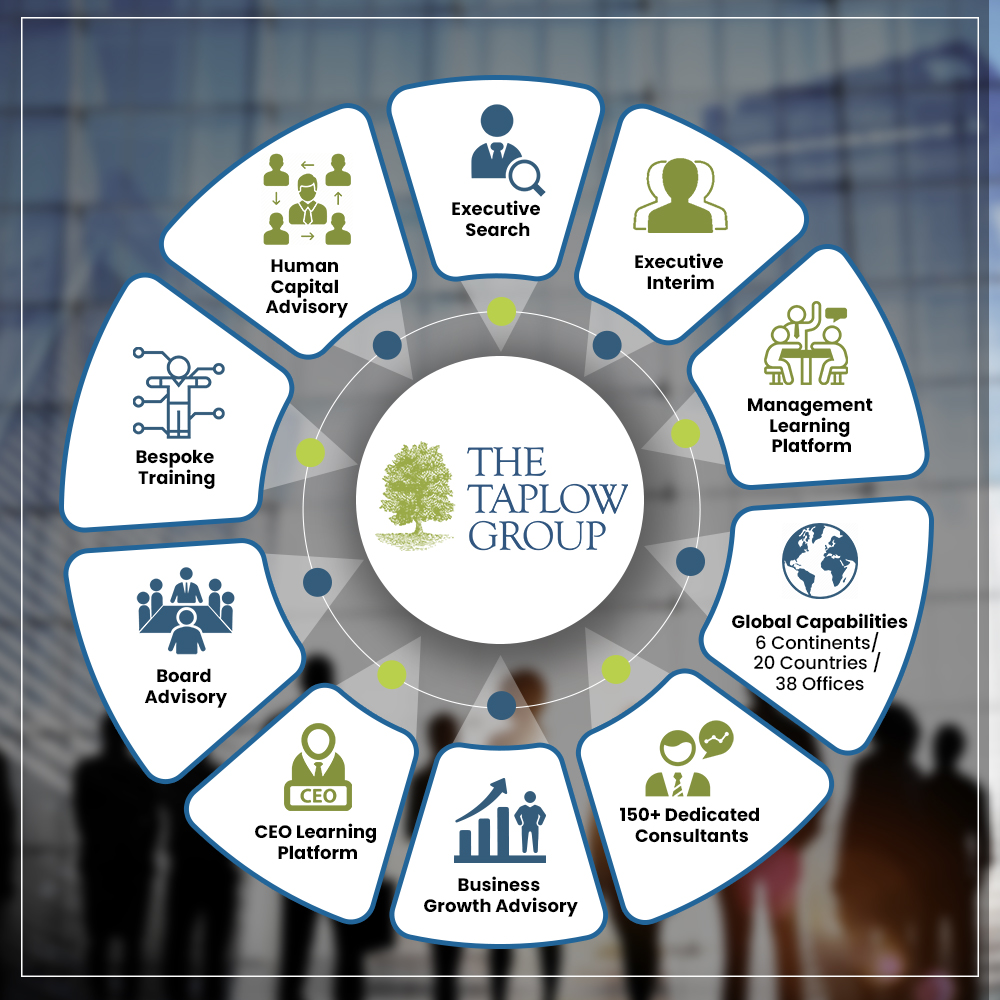 Executive
Search
Executive
Interim
Management
Learning
Platform
Global Capabilities
6 Continents/
20 Countries /
38 Offices
150+ Dedicated
Consultants
Business
Growth Advisory
CEO
CEO Learning
Platform
Board
Advisory
Bespoke
Training
Human
Capital
Advisory
THE
TAPLOW
GROUP